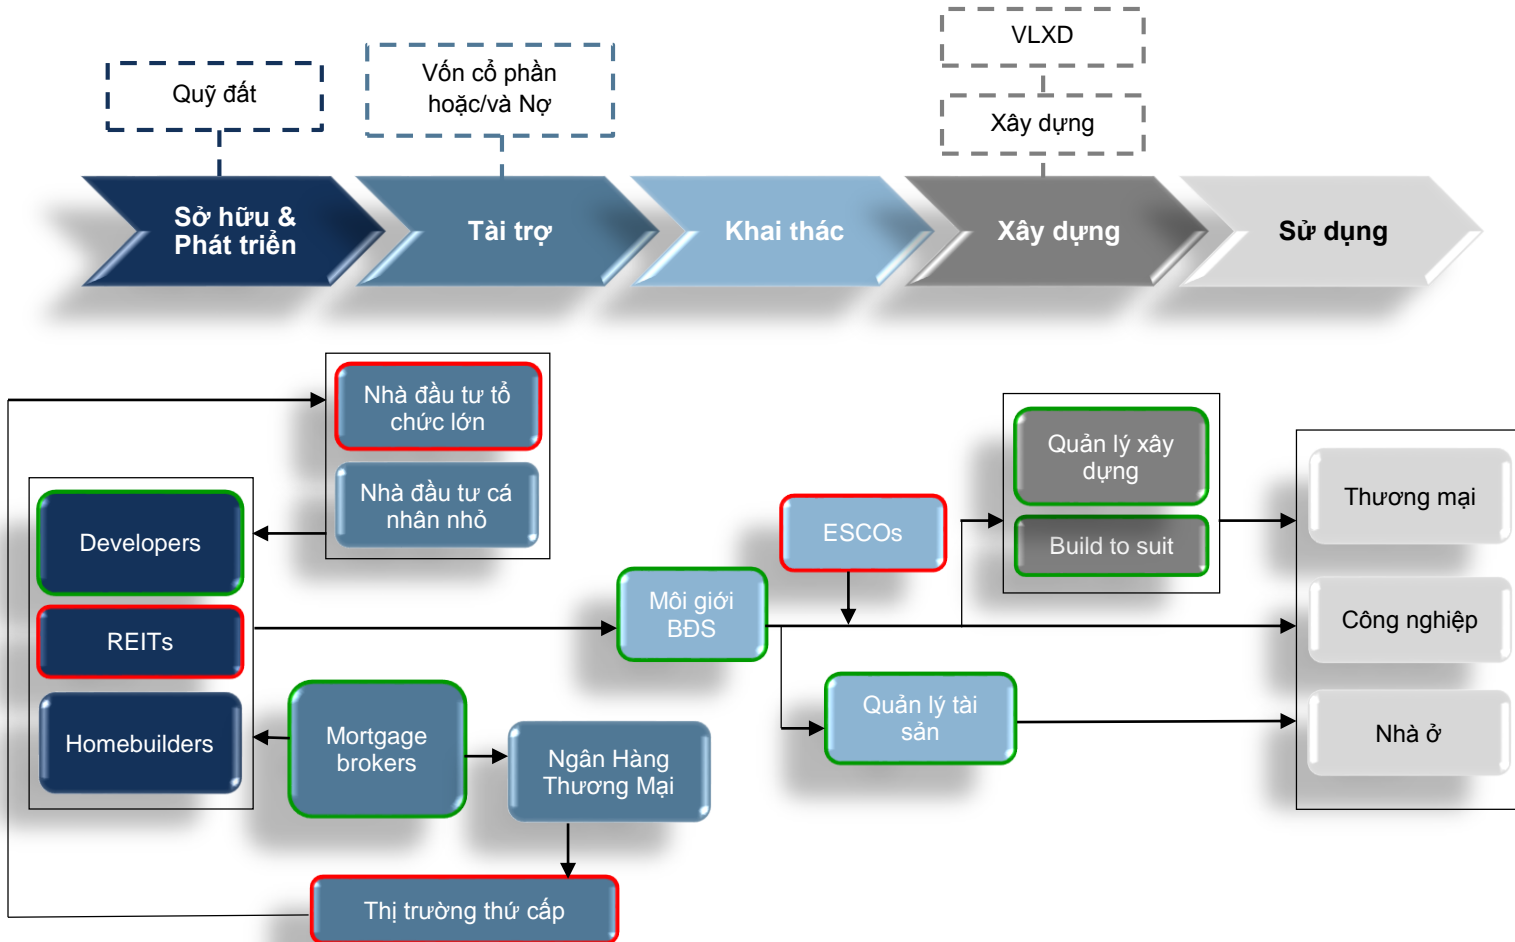 Quỹ đất
Vốn cổ phần
hoặc/và Nợ
VLXD
Xây dựng
Sở hữu &
Phát triển
Tài trợ
Khai thác
Xây dựng
Sử dụng
Nhà đầu tư tổ
chức lớn
Nhà đầu tư cá
nhân nhỏ
Developers
REITs
Homebuilders
Mortgage
brokers
Ngân Hàng
Thương Mại
Thị trường thứ cấp
Môi giới
BĐS
ESCOs
Quản lý tài
sản
Quản lý xây
dựng
Build to suit
Thương mại
Công nghiệp
Nhà ở